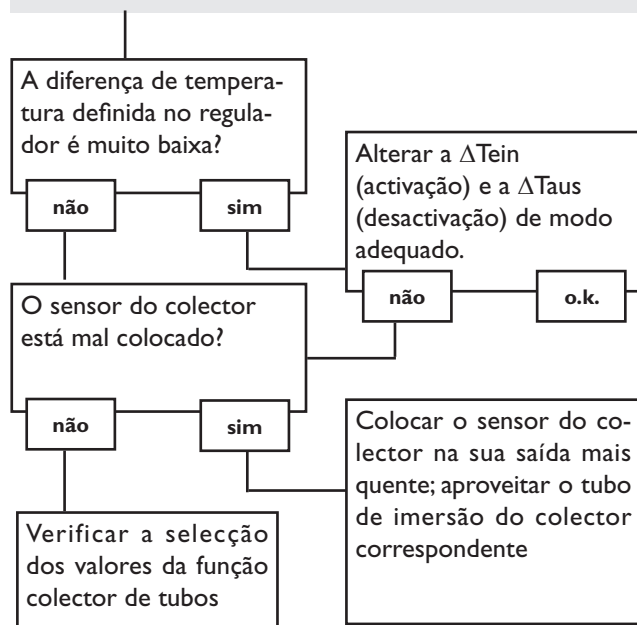 A diferença de tempera-
tura definida no regula-
dor é muito baixa?
não
sim
Alterar a ∆Tein
(activação) e a ∆Taus
(desactivação) de modo
adequado.
não
o.k.
O sensor do colector
está mal colocado?
não
sim
Colocar o sensor do co-
lector na sua saída mais
quente; aproveitar o tubo
de imersão do colector
correspondente
Verificar a selecção
dos valores da função
colector de tubos